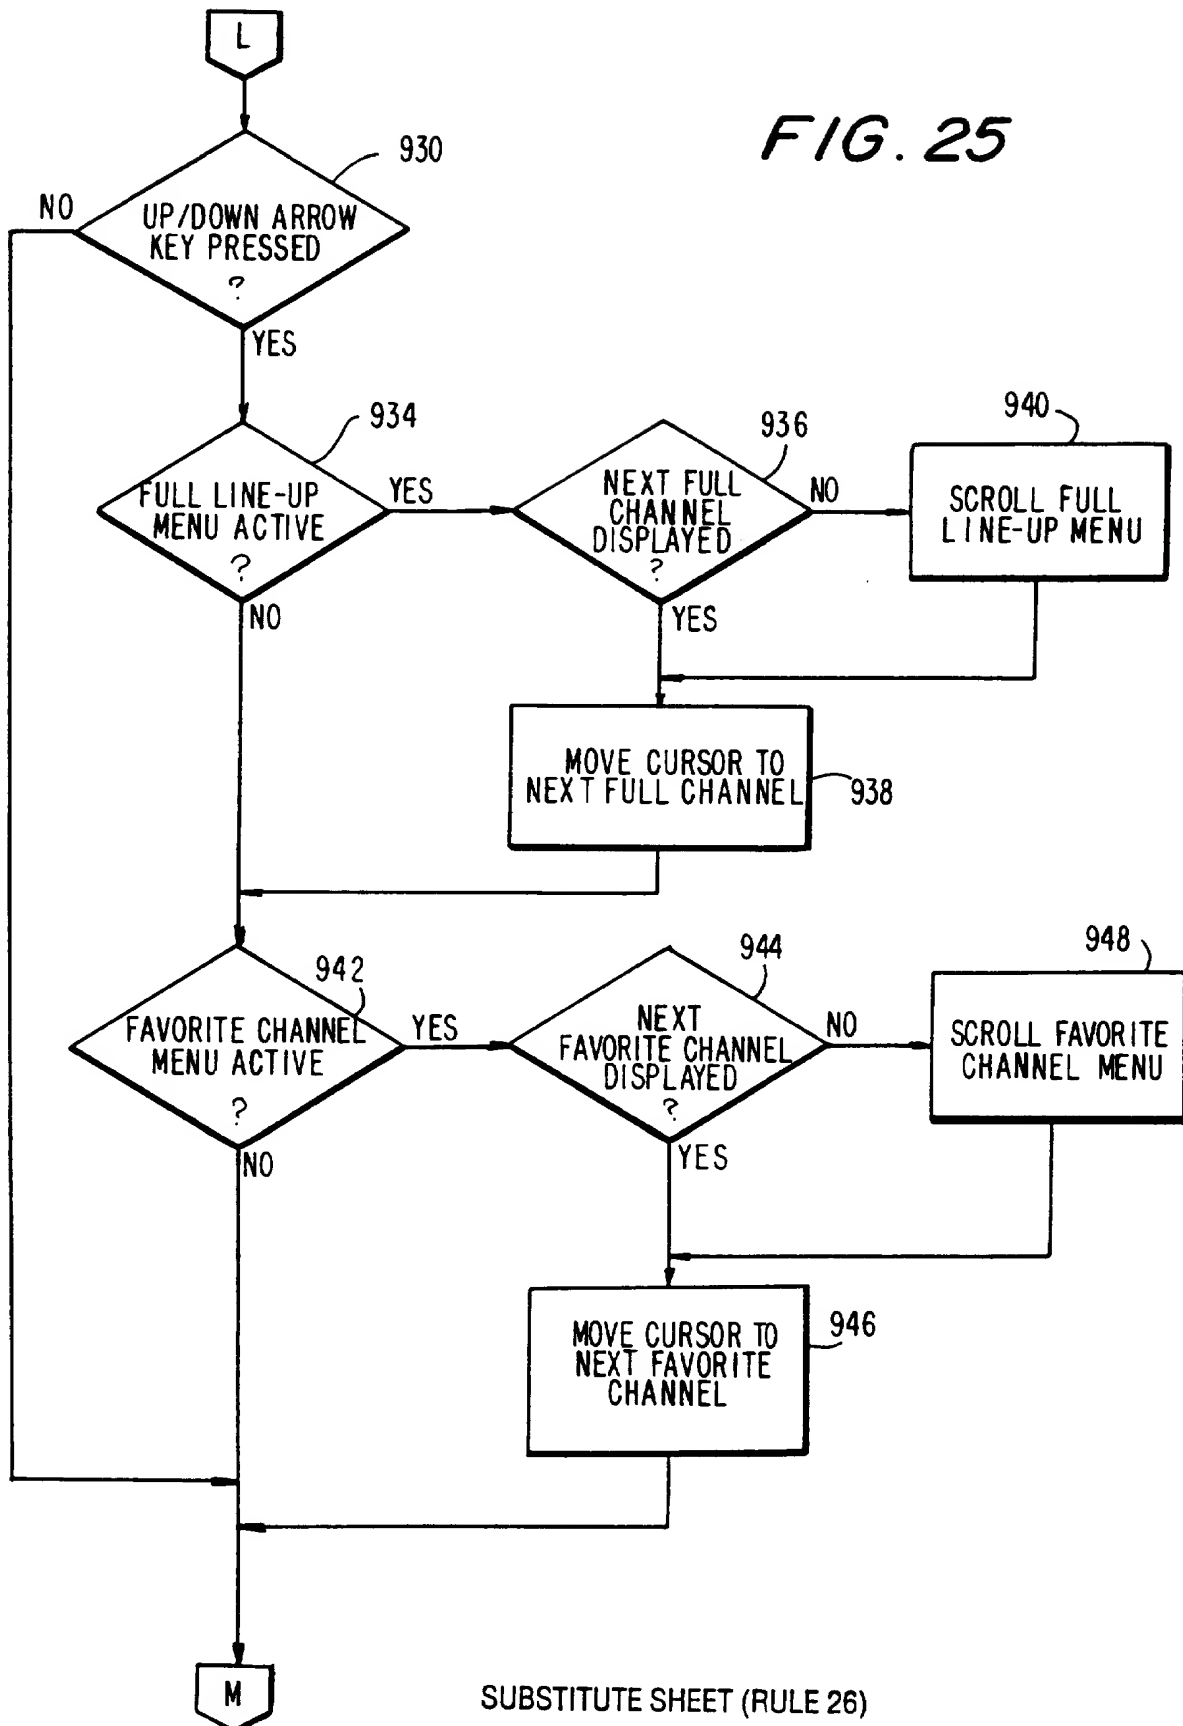 L
FIG. 25
930
NO
UP/DOWN ARROW
KEY PRESSED
?
YES
934
936
940
FULL LINE-UP
MENU ACTIVE
?
YES
NEXT FULL
CHANNEL
DISPLAYED
?
NO
SCROLL FULL
LINE-UP MENU
NO
YES
MOVE CURSOR TO
NEXT FULL CHANNEL
938
942
944
948
FAVORITE CHANNEL
MENU ACTIVE
?
YES
NEXT
FAVORITE CHANNEL
DISPLAYED
?
NO
SCROLL FAVORITE
CHANNEL MENU
NO
YES
MOVE CURSOR TO
NEXT FAVORITE
CHANNEL
946
M
SUBSTITUTE SHEET (RULE 26)